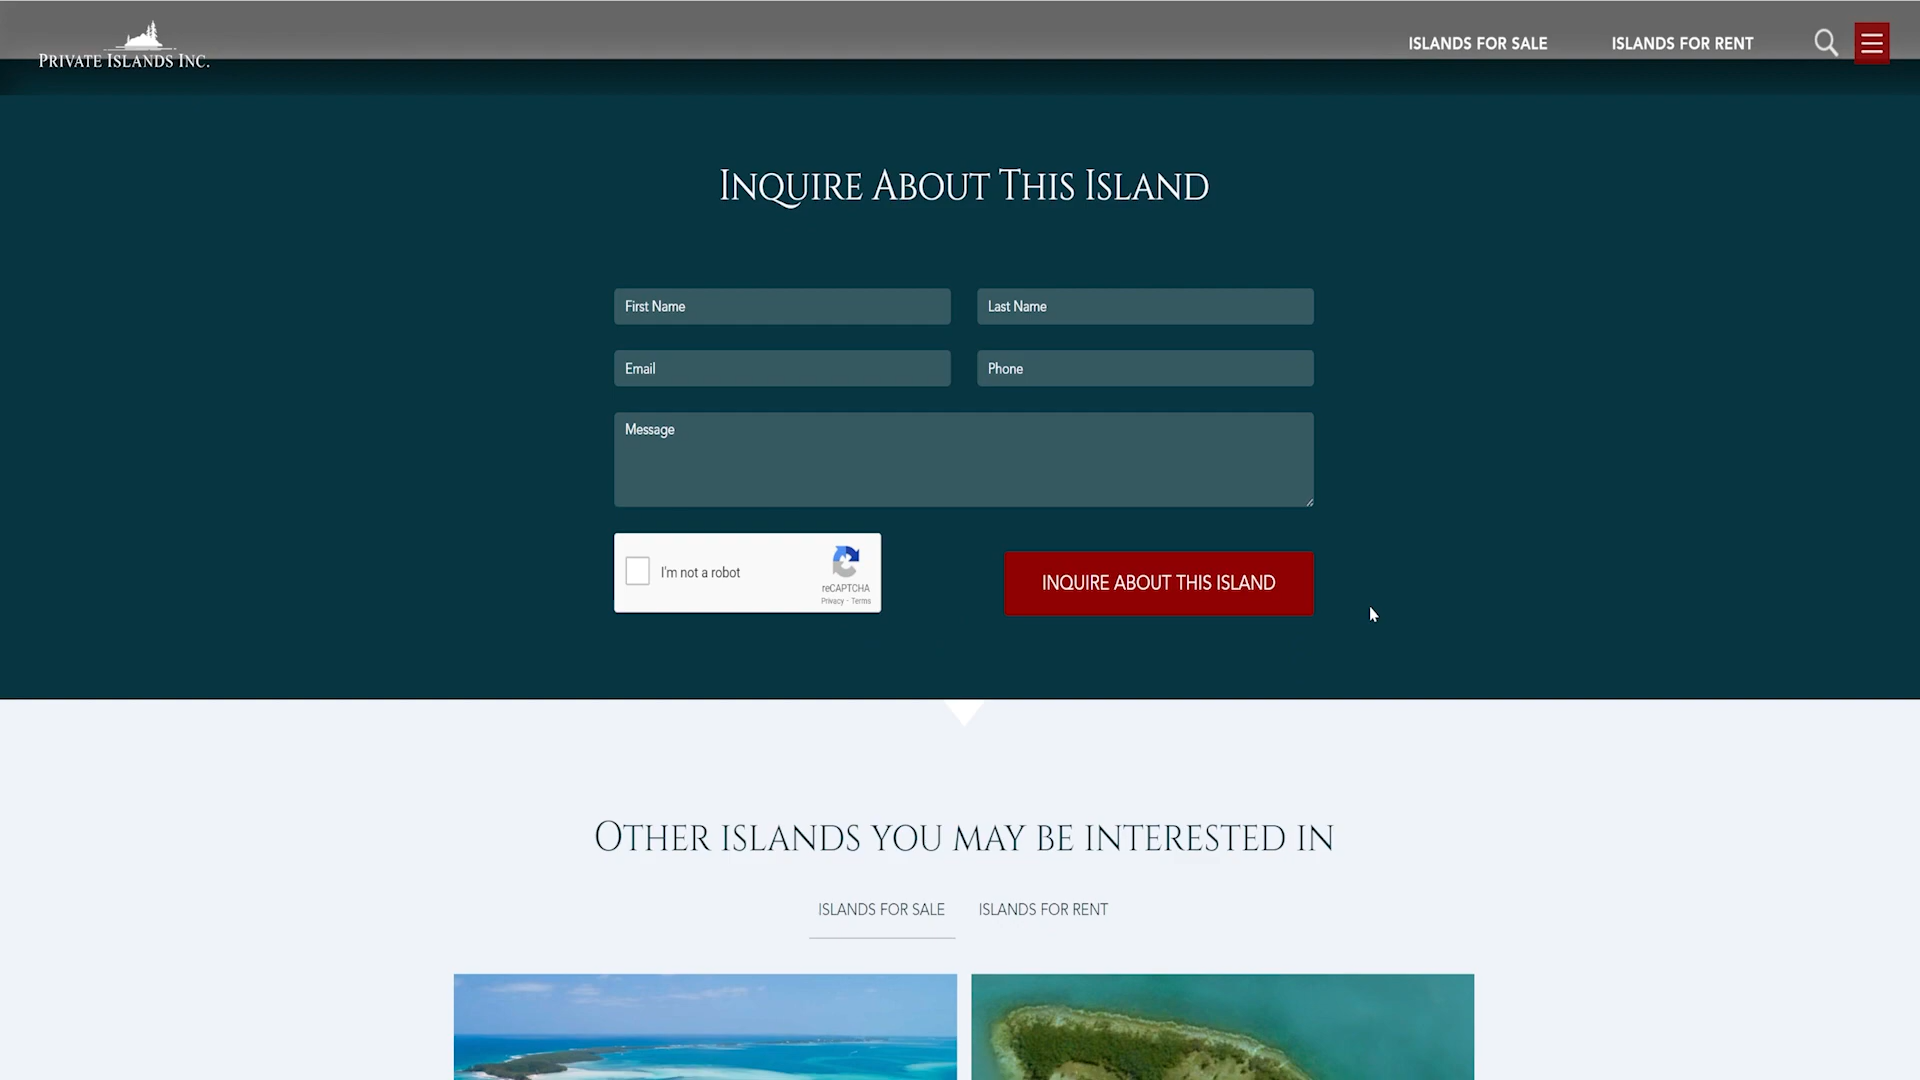 PRIVATE ISLANDS INC.
ISLANDS FOR SALE
ISLANDS FOR RENT
INQUIRE ABOUT THIS ISLAND
First Name
Last Name
Email
Phone
Message
I'm not a robot
reCAPTCHA
Privacy - Terms
INQUIRE ABOUT THIS ISLAND
OTHER ISLANDS YOU MAY BE INTERESTED IN
ISLANDS FOR SALE
ISLANDS FOR RENT